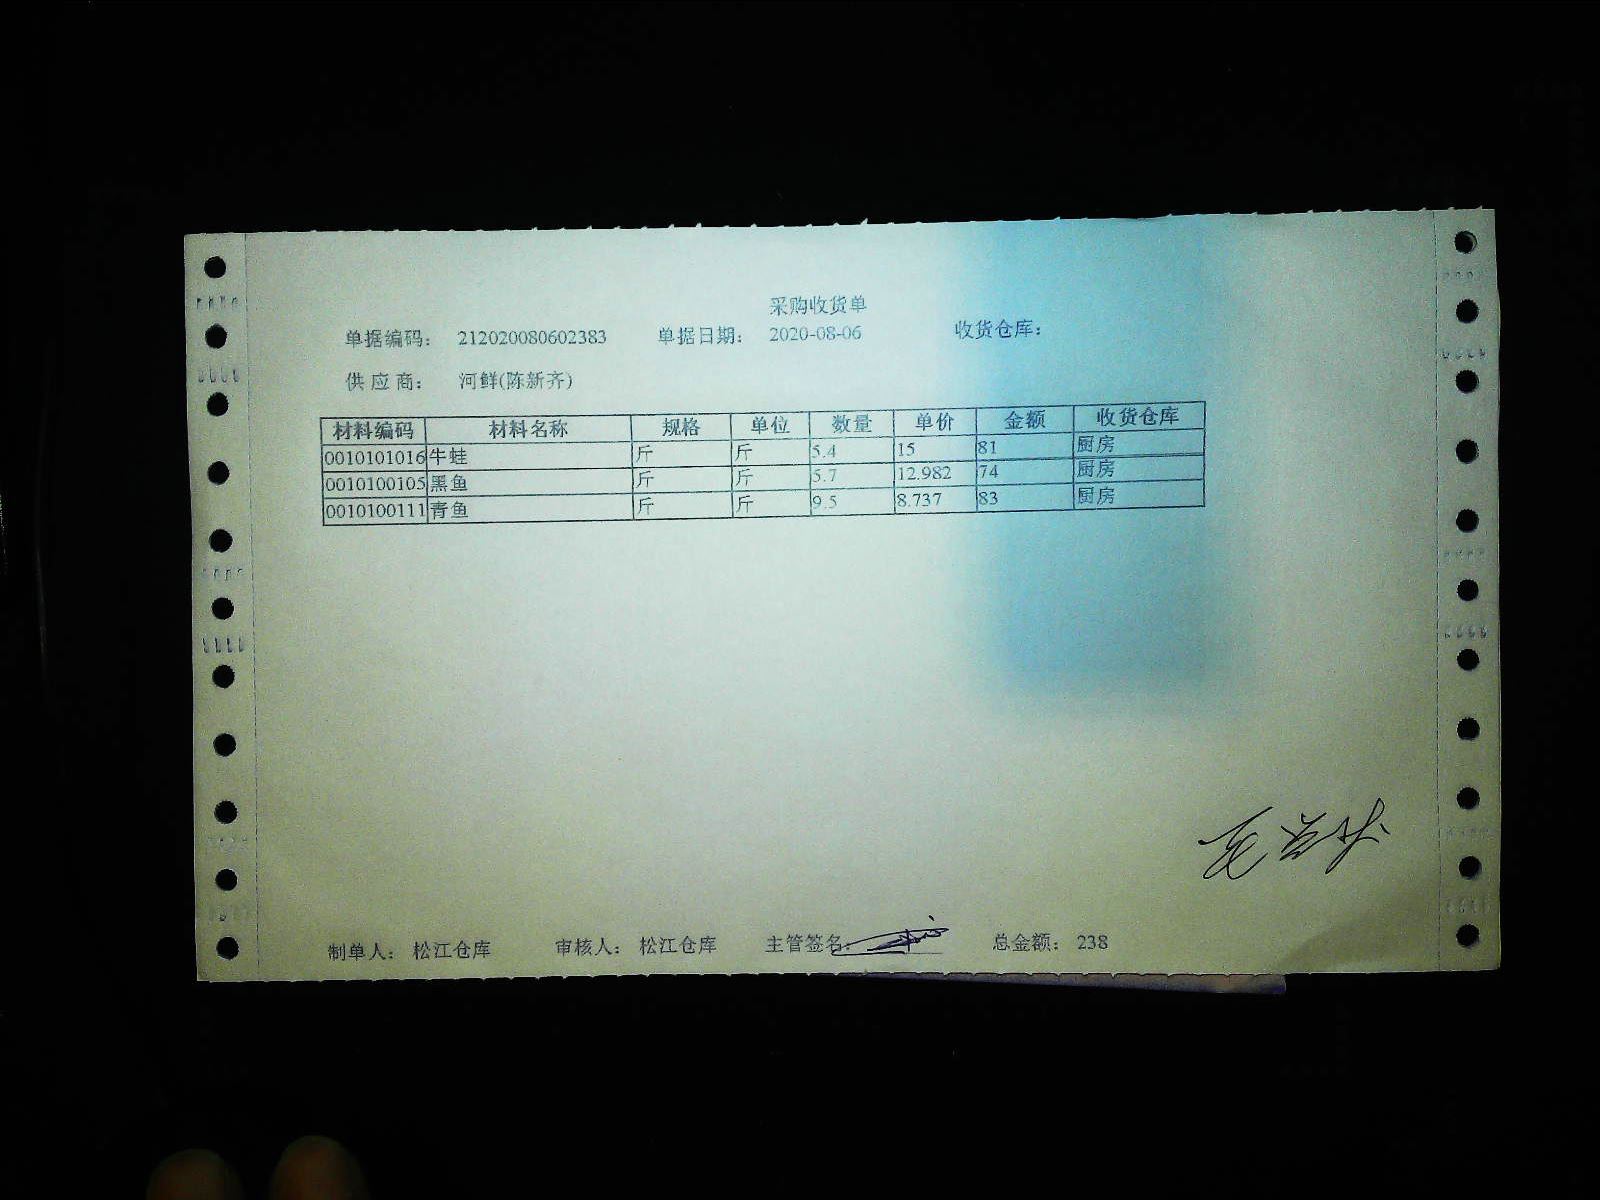 采购收货单
单据编码: 212020080602383 单据日期: 2020-08-06 收货仓库:
供应商: 河鲜(陈新齐)
材料编码 材料名称 规格 单位 数量 单价 金额 收货仓库
0010101016 牛蛙 斤 斤 5.4 15 81 厨房
0010100105 黑鱼 斤 斤 5.7 12.982 74 厨房
0010100111 青鱼 斤 斤 9.5 8.737 83 厨房
制单人: 松江仓库 审核人: 松江仓库 主管签名: 总金额: 238